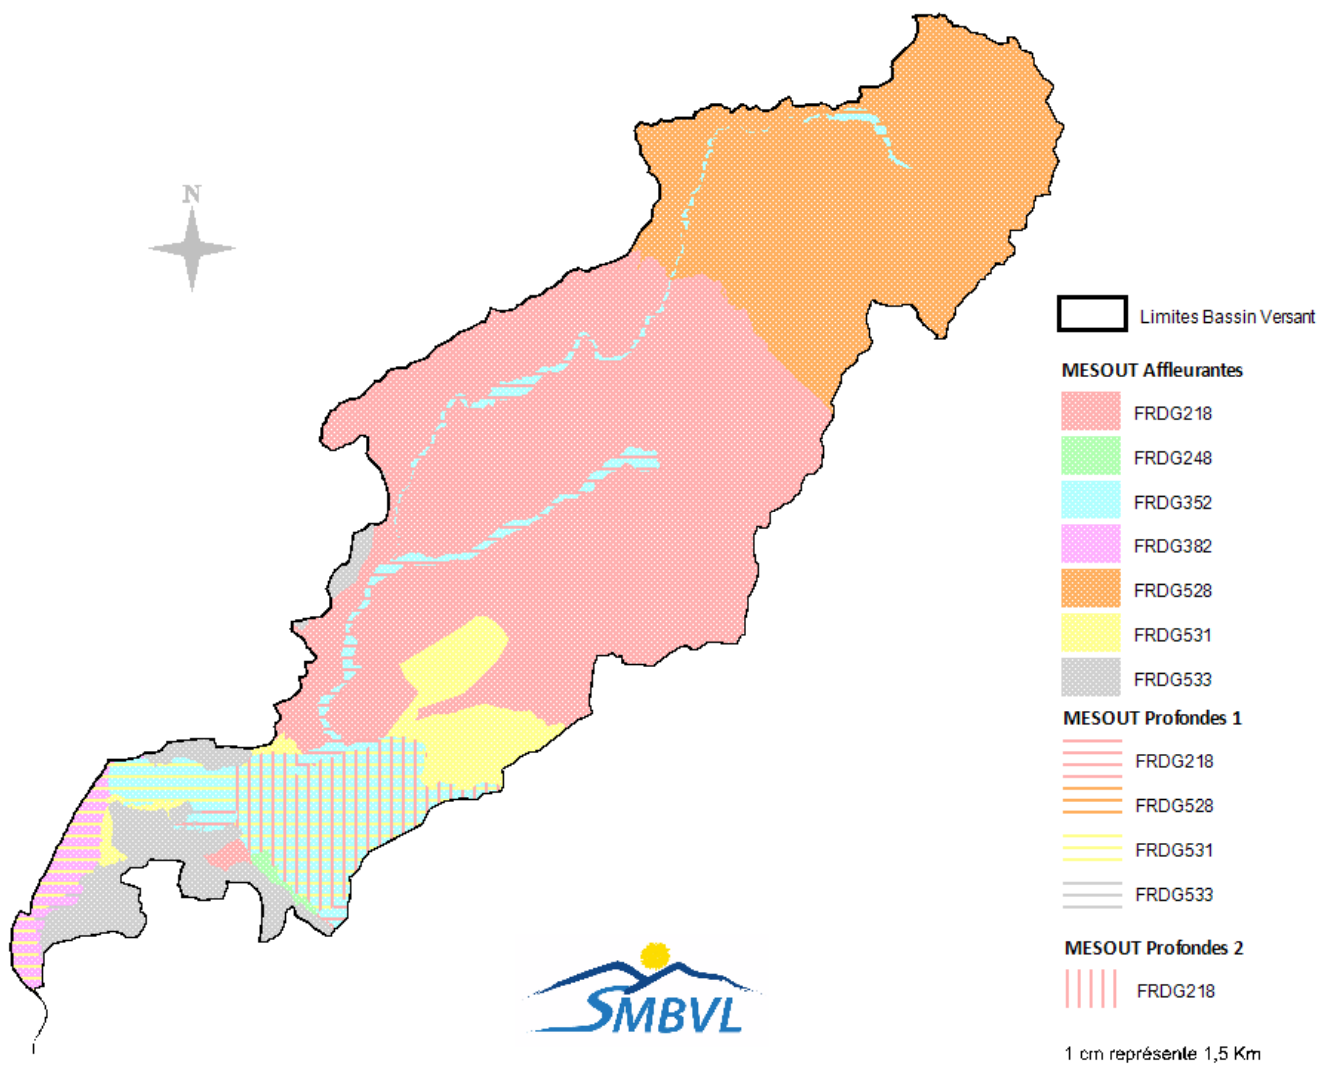 N
Limites Bassin Versant
MESOUT Affleurantes
FRDG218
FRDG248
FRDG352
FRDG382
FRDG528
FRDG531
FRDG533
MESOUT Profondes 1
FRDG218
FRDG528
FRDG531
FRDG533
MESOUT Profondes 2
FRDG218
SMBVL
1 cm représente 1,5 Km